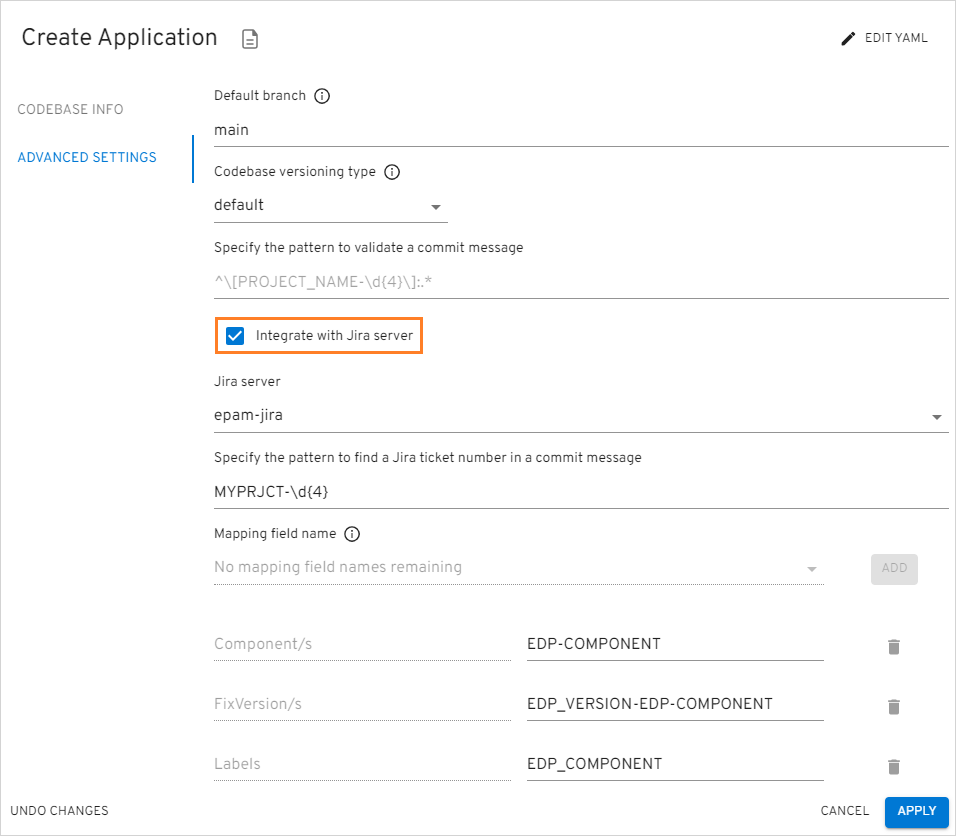 Create Application
EDIT YAML
CODEBASE INFO
ADVANCED SETTINGS
Default branch
main
Codebase versioning type
default
Specify the pattern to validate a commit message
^\[PROJECT_NAME-\d{4}\]:.*
Integrate with Jira server
Jira server
epam-jira
Specify the pattern to find a Jira ticket number in a commit message
MYPRJCT-\d{4}
Mapping field name
No mapping field names remaining
ADD
Component/s EDP-COMPONENT
FixVersion/s EDP_VERSION-EDP-COMPONENT
Labels EDP_COMPONENT
UNDO CHANGES
CANCEL
APPLY